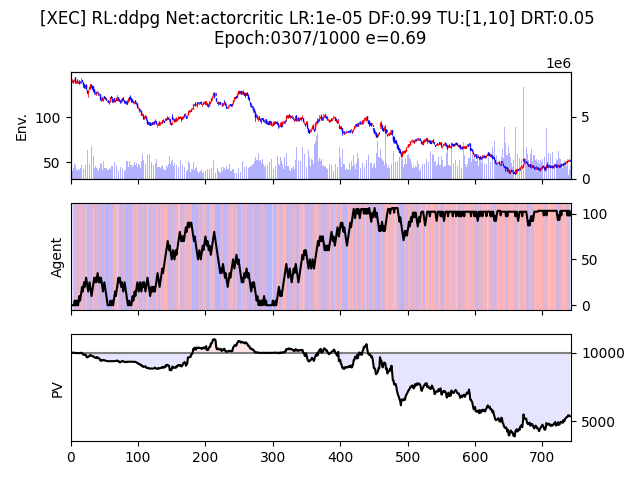 [XEC] RL:ddpg Net:actorcritic LR:1e-05 DF:0.99 TU:[1,10] DRT:0.05
Epoch:0307/1000 e=0.69
1e6
Env.
100
50
5
0
Agent
100
50
0
PV
10000
5000
0 100 200 300 400 500 600 700